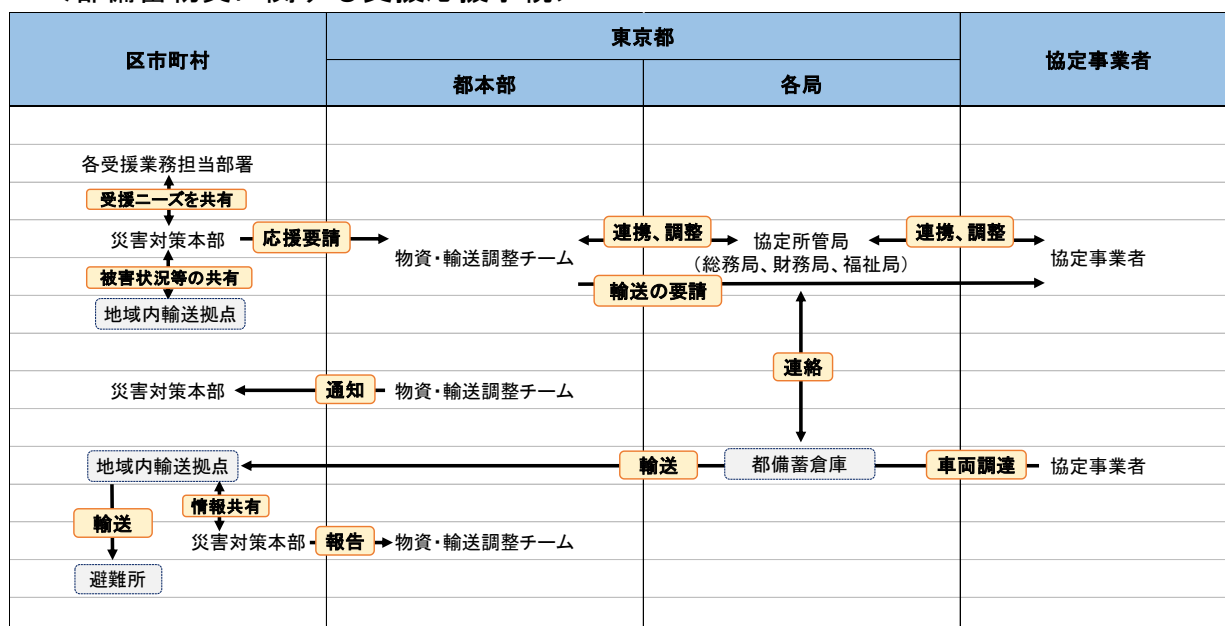 区市町村
東京都
協定事業者
都本部
各局
各受援業務担当部署
受援ニーズを共有
災害対策本部
応援要請
物資・輸送調整チーム
連携、調整
協定所管局
(総務局、財務局、福祉局)
連携、調整
協定事業者
被害状況等の共有
輸送の要請
地域内輸送拠点
連絡
災害対策本部
通知
物資・輸送調整チーム
地域内輸送拠点
輸送
都備蓄倉庫
車両調達
協定事業者
情報共有
輸送
災害対策本部
報告
物資・輸送調整チーム
避難所